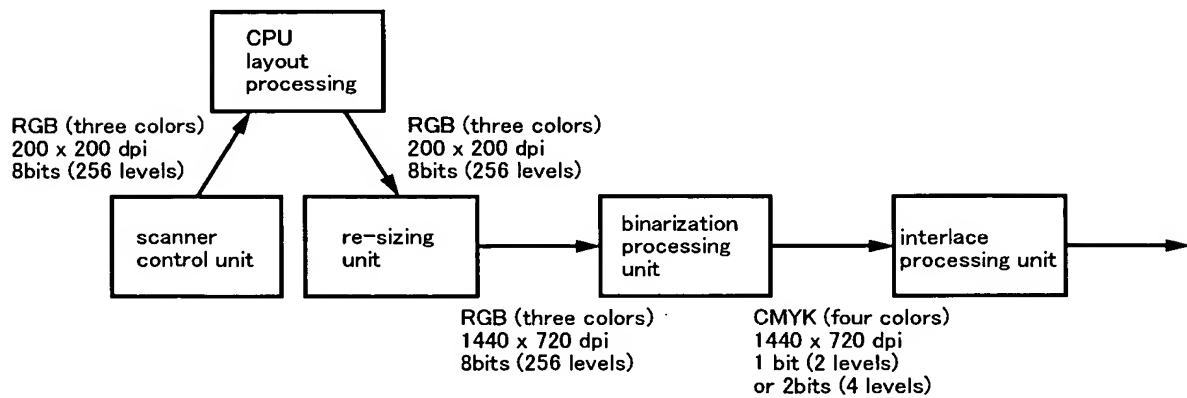 CPU
layout
processing
RGB (three colors)
200 x 200 dpi
8bits (256 levels)
RGB (three colors)
200 x 200 dpi
8bits (256 levels)
scanner
control unit
re-sizing
unit
binarization
processing
unit
interlace
processing unit
RGB (three colors)
1440 x 720 dpi
8bits (256 levels)
CMYK (four colors)
1440 x 720 dpi
1 bit (2 levels)
or 2bits (4 levels)